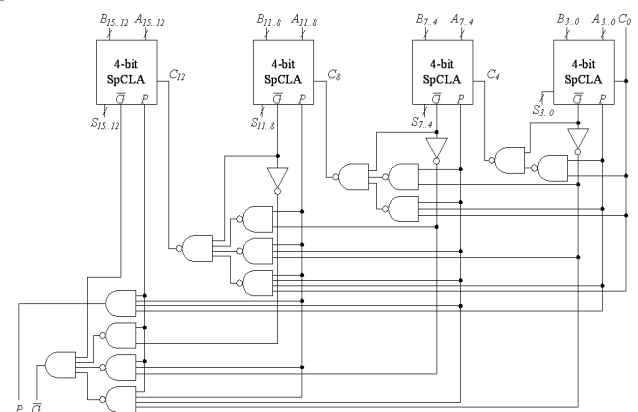 B15..12 A15..12 B11..8 A11..8 B7..4 A7..4 B3..0 A3..0 C0
4-bit SpCLA
4-bit SpCLA
4-bit SpCLA
4-bit SpCLA
C12 C8 C4
G̅ P G̅ P G̅ P G̅ P
S15..12 S11..8 S7..4 S3..0
P G̅